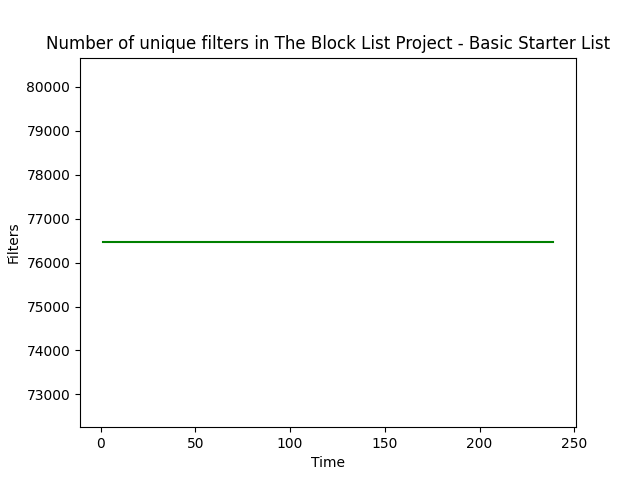 Number of unique filters in The Block List Project - Basic Starter List
80000
79000
78000
77000
76000
75000
74000
73000
Filters
0 50 100 150 200 250
Time